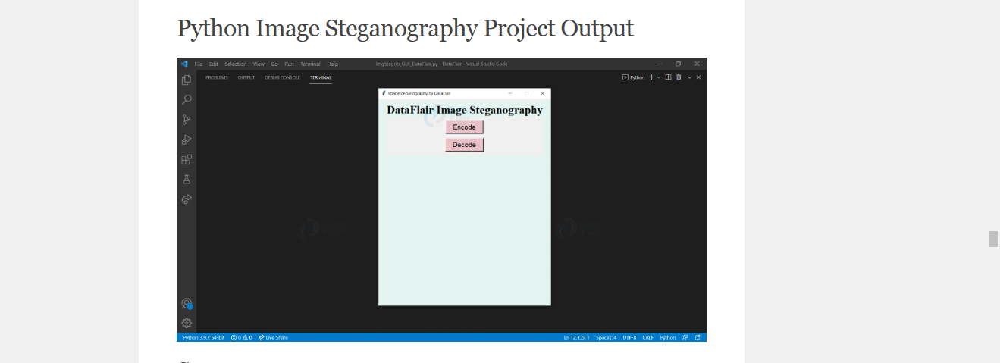 Python Image Steganography Project Output
File Edit Selection View Go Run Terminal Help
ImgStegno_GUI_DataFlair.py - DataFlair - Visual Studio Code
PROBLEMS OUTPUT DEBUG CONSOLE TERMINAL
Python
ImageSteganography by DataFlair
DataFlair Image Steganography
Encode
Decode
1
Python 3.9.2 64-bit 0 0 Live Share
Ln 12, Col 1 Spaces: 4 UTF-8 CRLF Python